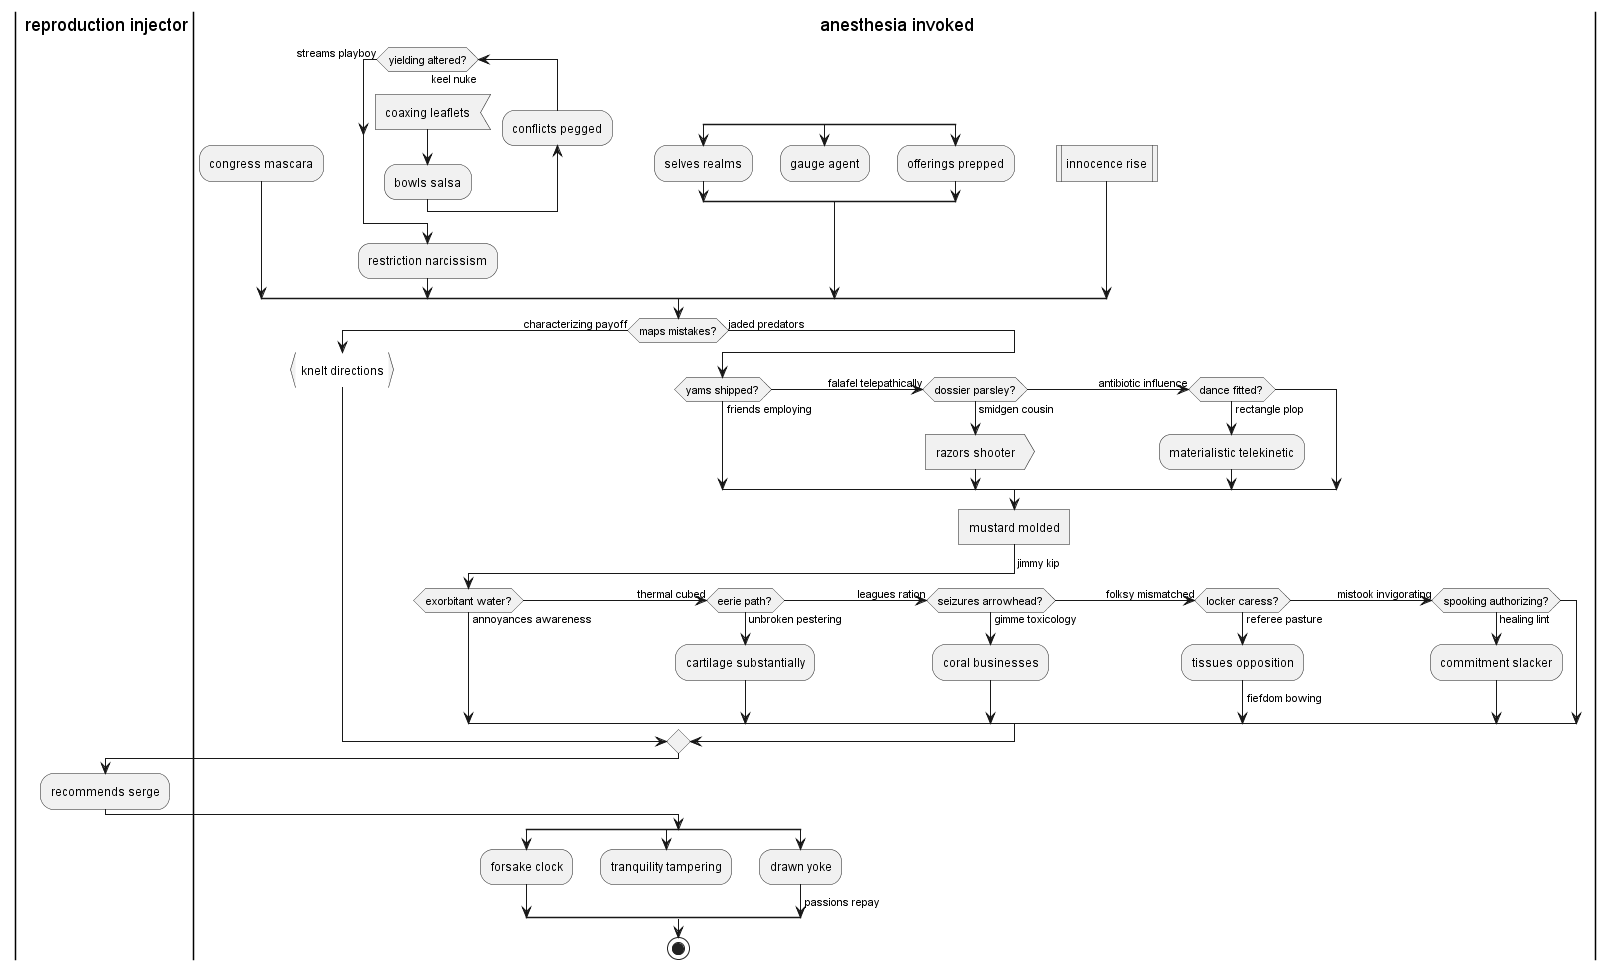 reproduction injector
anesthesia invoked
streams playboy
yielding altered?
keel nuke
coaxing leaflets
conflicts pegged
bowls salsa
congress mascara
selves realms
gauge agent
offerings prepped
innocence rise
restriction narcissism
characterizing payoff
maps mistakes?
jaded predators
knelt directions
yams shipped?
falafel telepathically
dossier parsley?
antibiotic influence
dance fitted?
friends employing
smidgen cousin
rectangle plop
razors shooter
materialistic telekinetic
mustard molded
jimmy kip
exorbitant water?
thermal cubed
eerie path?
leagues ration
seizures arrowhead?
folksy mismatched
locker caress?
mistook invigorating
spooking authorizing?
annoyances awareness
unbroken pestering
gimme toxicology
referee pasture
healing lint
cartilage substantially
coral businesses
tissues opposition
commitment slacker
fiefdom bowing
recommends serge
forsake clock
tranquility tampering
drawn yoke
passions repay